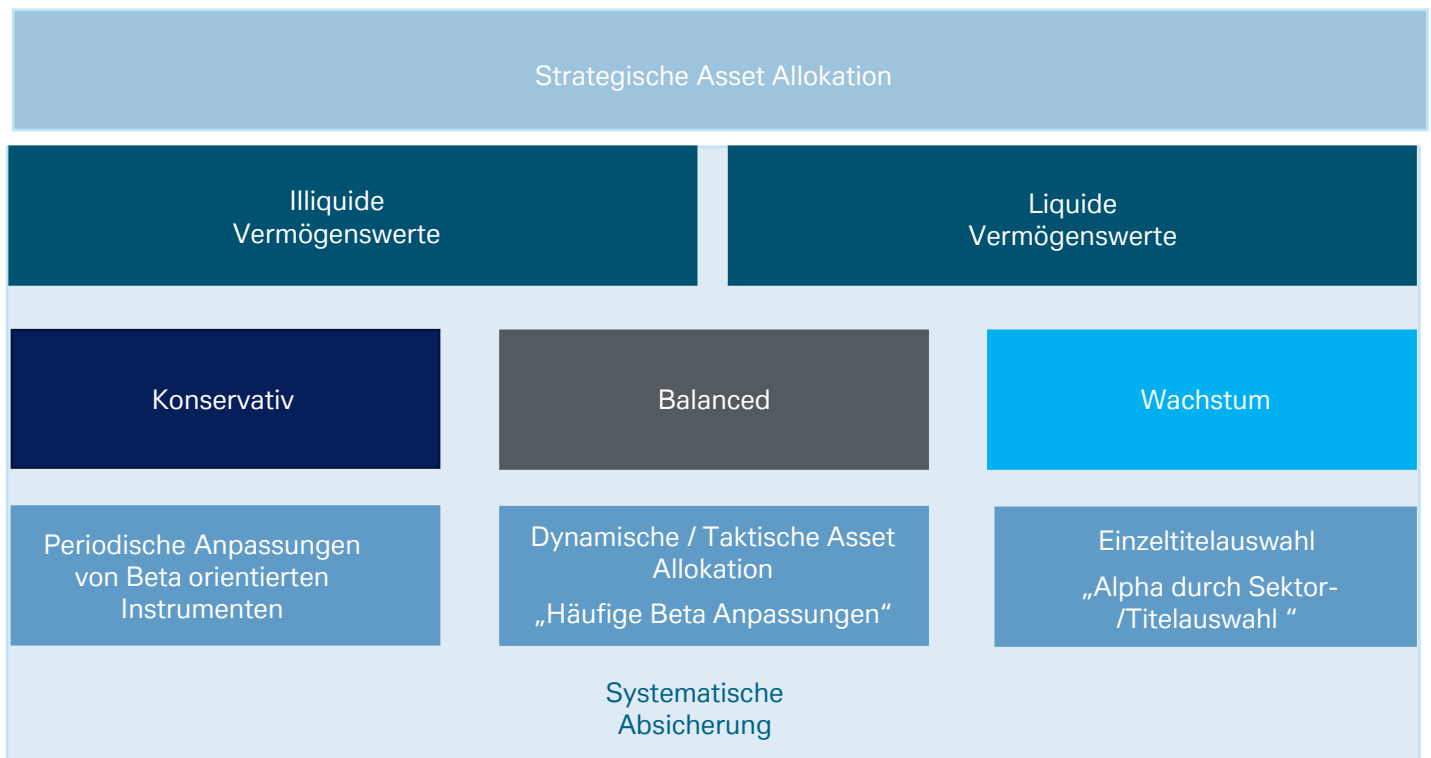 Strategische Asset Allokation
Illiquide
Vermögenswerte
Liquide
Vermögenswerte
Konservativ
Balanced
Wachstum
Periodische Anpassungen
von Beta orientierten
Instrumenten
Dynamische / Taktische Asset
Allokation
„Häufige Beta Anpassungen“
Einzeltitelauswahl
„Alpha durch Sektor-
/Titelauswahl “
Systematische
Absicherung